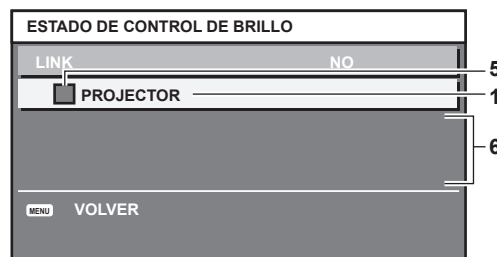 ESTADO DE CONTROL DE BRILLO
LINK NO
5
PROJECTOR
1
6
MENU VOLVER